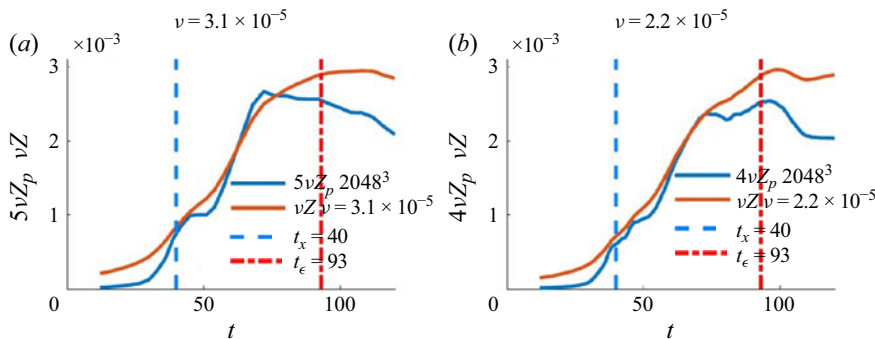 ν = 3.1 × 10⁻⁵
(a)
×10⁻³
3
2
1
0
50
100
5νZₚ νZ
t
5νZₚ 2048³
νZ ν = 3.1 × 10⁻⁵
tₓ = 40
t_ϵ = 93
ν = 2.2 × 10⁻⁵
(b)
×10⁻³
3
2
1
0
50
100
4νZₚ νZ
t
4νZₚ 2048³
νZ ν = 2.2 × 10⁻⁵
tₓ = 40
t_ϵ = 93